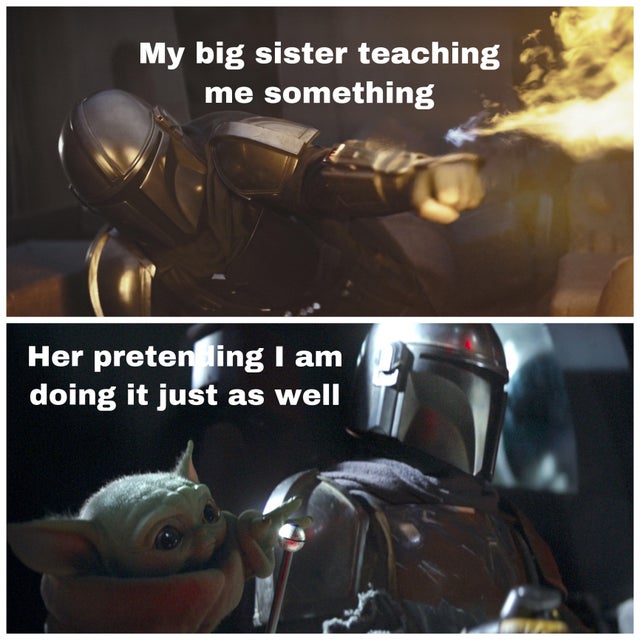 My big sister teaching
me something
Her pretending I am
doing it just as well